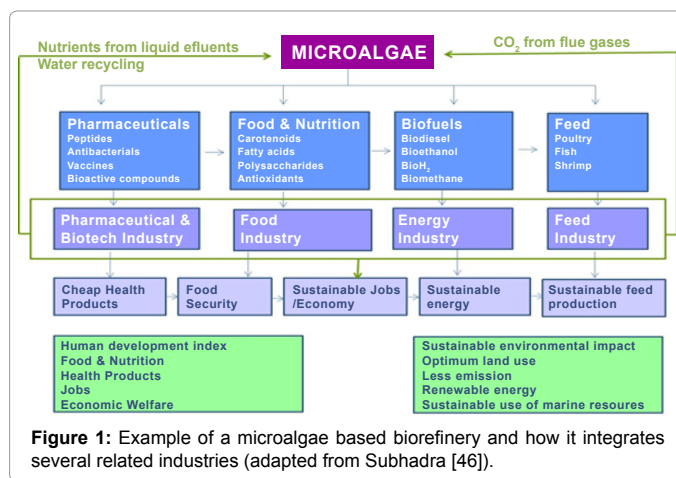 Nutrients from liquid efluents
Water recycling
MICROALGAE
CO₂ from flue gases
Pharmaceuticals
Peptides
Antibacterials
Vaccines
Bioactive compounds
Food & Nutrition
Carotenoids
Fatty acids
Polysaccharides
Antioxidants
Biofuels
Biodiesel
Bioethanol
BioH₂
Biomethane
Feed
Poultry
Fish
Shrimp
Pharmaceutical &
Biotech Industry
Food
Industry
Energy
Industry
Feed
Industry
Cheap Health
Products
Food
Security
Sustainable Jobs
/Economy
Sustainable
energy
Sustainable feed
production
Human development index
Food & Nutrition
Health Products
Jobs
Economic Welfare
Sustainable environmental impact
Optimum land use
Less emission
Renewable energy
Sustainable use of marine resoures
Figure 1: Example of a microalgae based biorefinery and how it integrates
several related industries (adapted from Subhadra [46]).